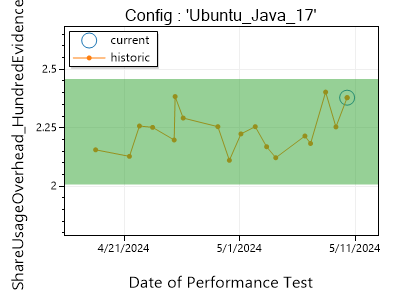 Config : 'Ubuntu_Java_17'
current
historic
ShareUsageOverhead_HundredEvidence
2.5
2.25
2
4/21/2024
5/1/2024
5/11/2024
Date of Performance Test